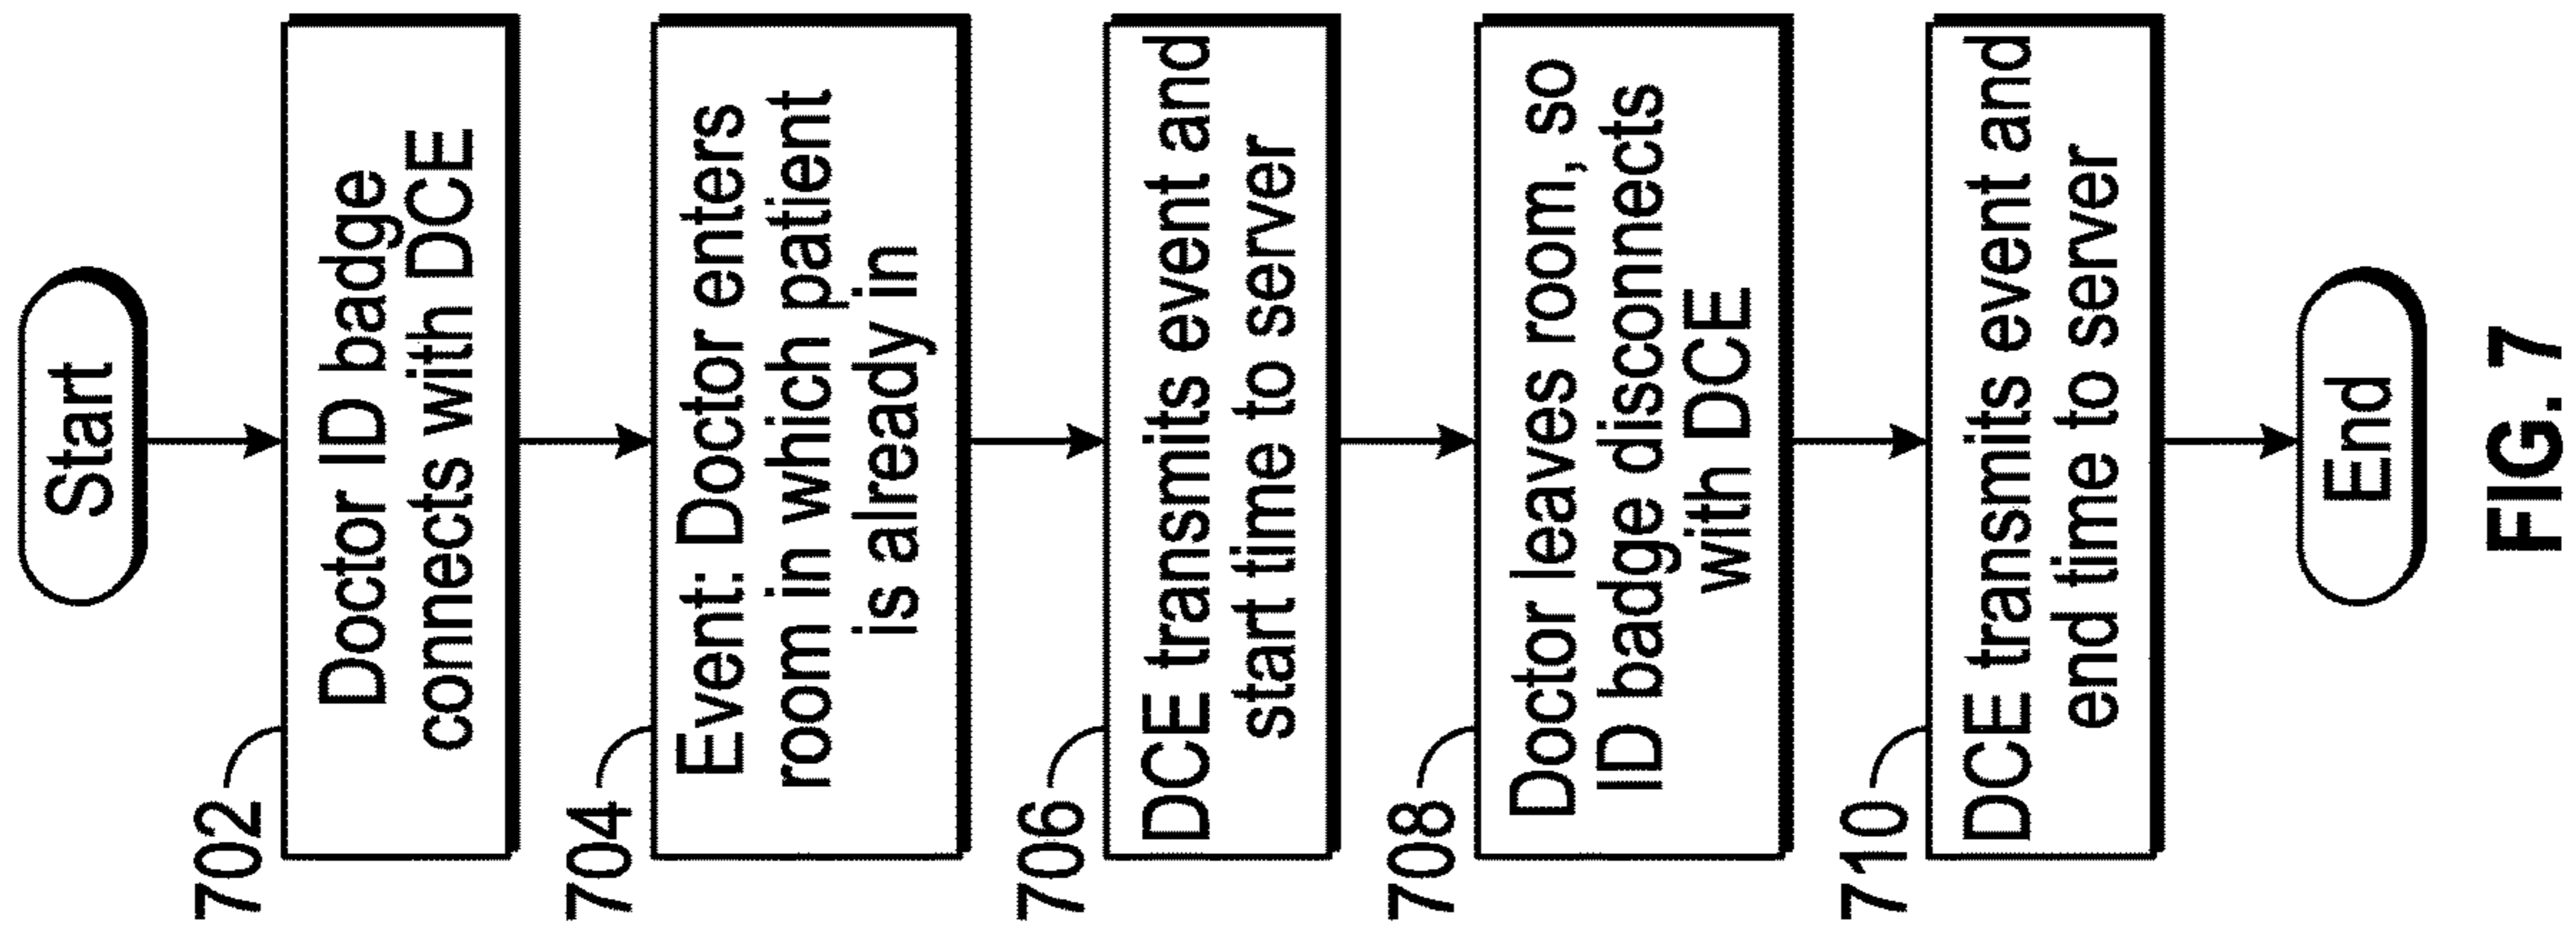 Start
702
Doctor ID badge
connects with DCE
704
Event: Doctor enters
room in which patient
is already in
706
DCE transmits event and
start time to server
708
Doctor leaves room, so
ID badge disconnects
with DCE
710
DCE transmits event and
end time to server
End
FIG. 7